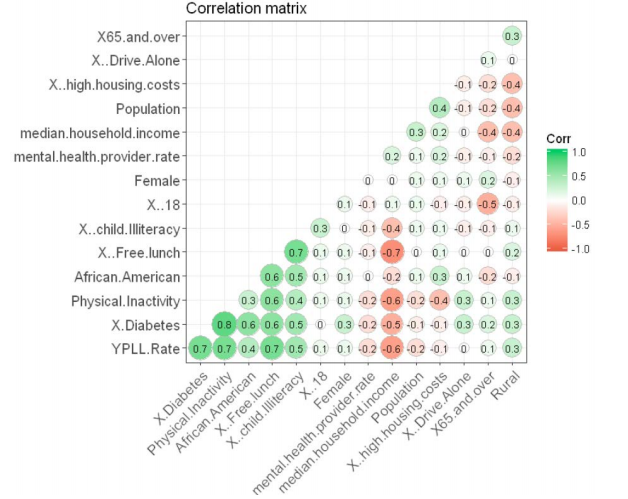 Correlation matrix
X65.and.over 0.3
X..Drive.Alone 0.1 0
X..high.housing.costs -0.1 -0.2 -0.4
Population 0.4 -0.1 -0.2 -0.4
median.household.income 0.3 0.2 0 -0.4 -0.4
mental.health.provider.rate 0.2 0.1 0.2 -0.1 -0.1 -0.2
Female 0 0 0.1 0.1 0.1 0.2 -0.1
X..18 0.1 -0.1 0.1 0.1 -0.1 -0.1 -0.5 -0.1
X..child.Illiteracy 0.3 0 -0.1 -0.4 0.1 0.1 -0.1 -0.1 0.1
X..Free.lunch 0.7 0.1 0.1 -0.1 -0.7 0 0.1 0 0 0.2
African.American 0.6 0.5 0.1 0.1 0 -0.2 0.1 0.3 0.1 -0.2 -0.1
Physical.Inactivity 0.3 0.6 0.4 0.1 0.1 -0.2 -0.6 -0.2 -0.4 0.3 0.1 0.3
X.Diabetes 0.8 0.6 0.6 0.5 0 0.3 -0.2 -0.5 -0.1 -0.1 0.3 0.2 0.3
YPLL.Rate 0.7 0.7 0.4 0.7 0.5 0.1 0.1 -0.2 -0.6 -0.2 -0.1 0 0.1 0.3
X.Diabetes
Physical.Inactivity
African.American
X..Free.lunch
X..child.Illiteracy
X..18
Female
mental.health.provider.rate
median.household.income
Population
X..high.housing.costs
X..Drive.Alone
X65.and.over
Rural
Corr
1.0
0.5
0.0
-0.5
-1.0